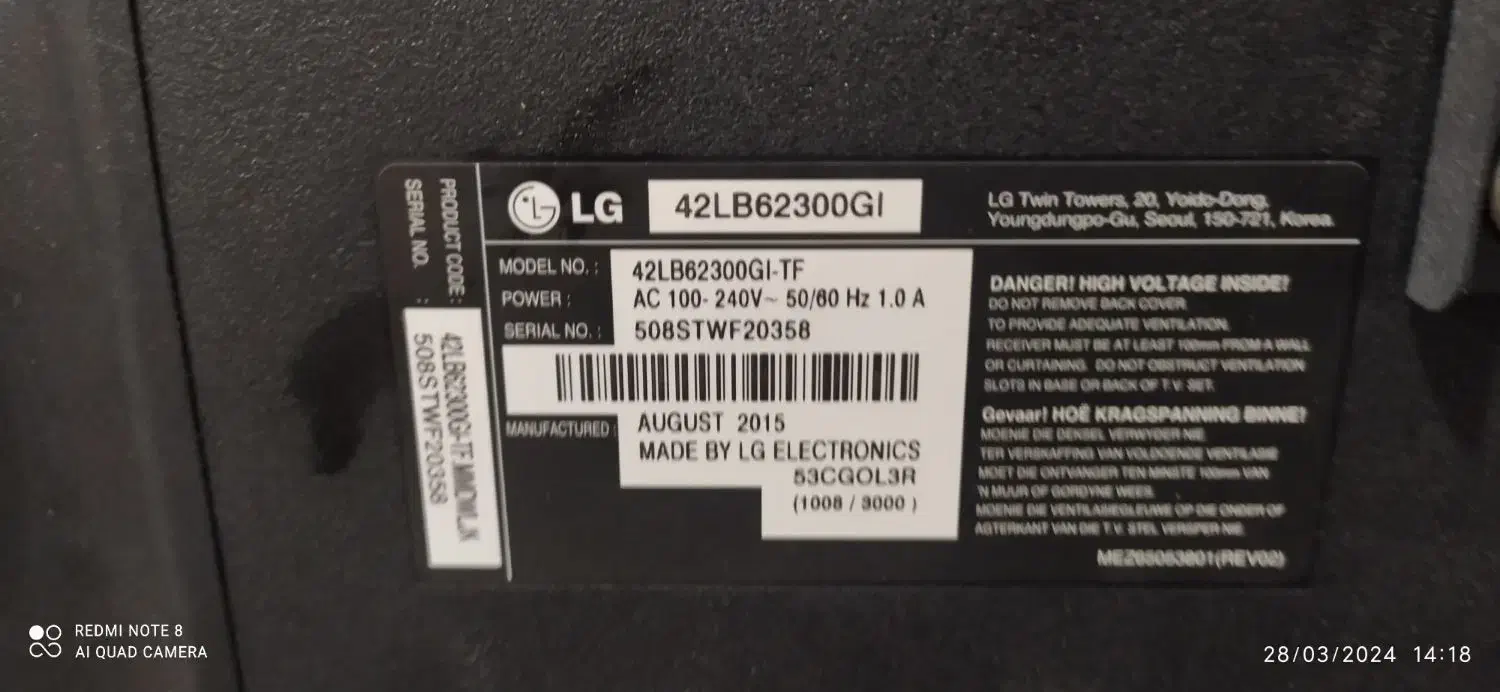 LG 42LB62300GI
LG Twin Towers, 20, Yoido-Dong,
Youngdungpo-Gu, Seoul, 150-721, Korea
MODEL NO. : 42LB62300GI-TF
POWER : AC 100- 240V~ 50/60 Hz 1.0 A
SERIAL NO. : 508STWF20358
MANUFACTURED : AUGUST 2015
MADE BY LG ELECTRONICS
53CGOL3R
(1008 / 3000 )
DANGER! HIGH VOLTAGE INSIDE!
DO NOT REMOVE BACK COVER
TO PROVIDE ADEQUATE VENTILATION,
RECEIVER MUST BE AT LEAST 100mm FROM A WALL
OR CURTAINING. DO NOT OBSTRUCT VENTILATION
SLOTS IN BASE OR BACK OF T.V. SET.
Gevaar! HOË KRAGSPANNING BINNE!
MOENIE DIE DEKSEL VERWYDER NIE.
TER VERSKAFFING VAN VOLDOENDE VENTILASIE
MOET DIE ONTVANGER TEN MINSTE 100mm VAN
'N MUUR OF GORDYNE WEES.
MOENIE DIE VENTILASIEGLEUWE OP DIE ONDER OF
AGTERKANT VAN DIE T.V. STEL VERSPER NIE.
MEZ65053801(REV02)
PRODUCT CODE :
SERIAL NO. : 508STWF20358
REDMI NOTE 8
AI QUAD CAMERA
28/03/2024 14:18